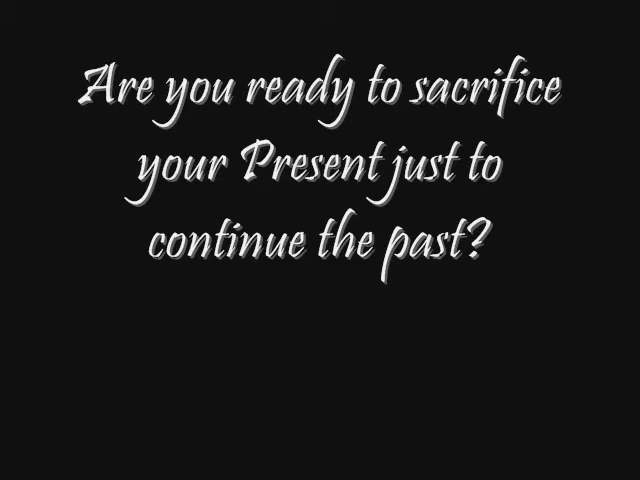 Are you ready to sacrifice
your Present just to
continue the past?